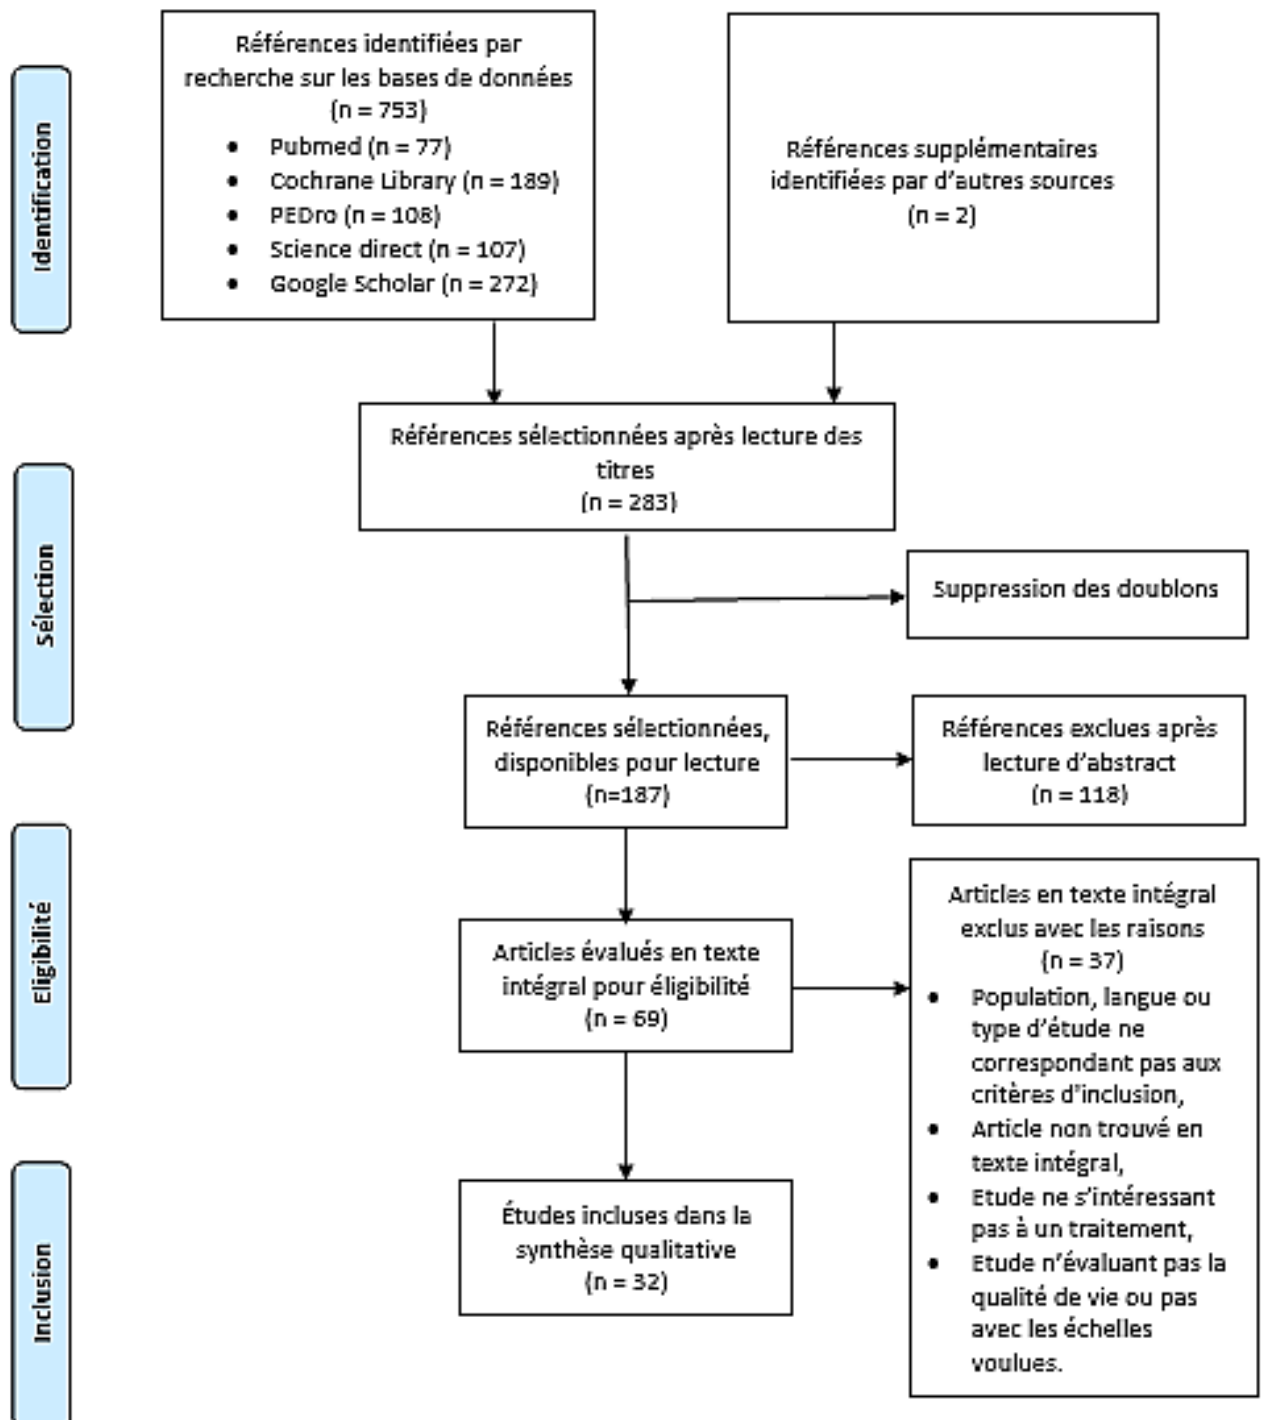 Identification
Références identifiées par
recherche sur les bases de données
(n = 753)
• Pubmed (n = 77)
• Cochrane Library (n = 189)
• PEDro (n = 108)
• Science direct (n = 107)
• Google Scholar (n = 272)
Références supplémentaires
identifiées par d'autres sources
(n = 2)
Sélection
Références sélectionnées après lecture des
titres
(n = 283)
Suppression des doublons
Références sélectionnées,
disponibles pour lecture
(n=187)
Références exclues après
lecture d'abstract
(n = 118)
Eligibilité
Articles évalués en texte
intégral pour éligibilité
(n = 69)
Articles en texte intégral
exclus avec les raisons
(n = 37)
• Population, langue ou
type d'étude ne
correspondant pas aux
critères d'inclusion,
• Article non trouvé en
texte intégral,
• Etude ne s'intéressant
pas à un traitement,
• Etude n'évaluant pas la
qualité de vie ou pas
avec les échelles
voulues.
Inclusion
Études incluses dans la
synthèse qualitative
(n = 32)